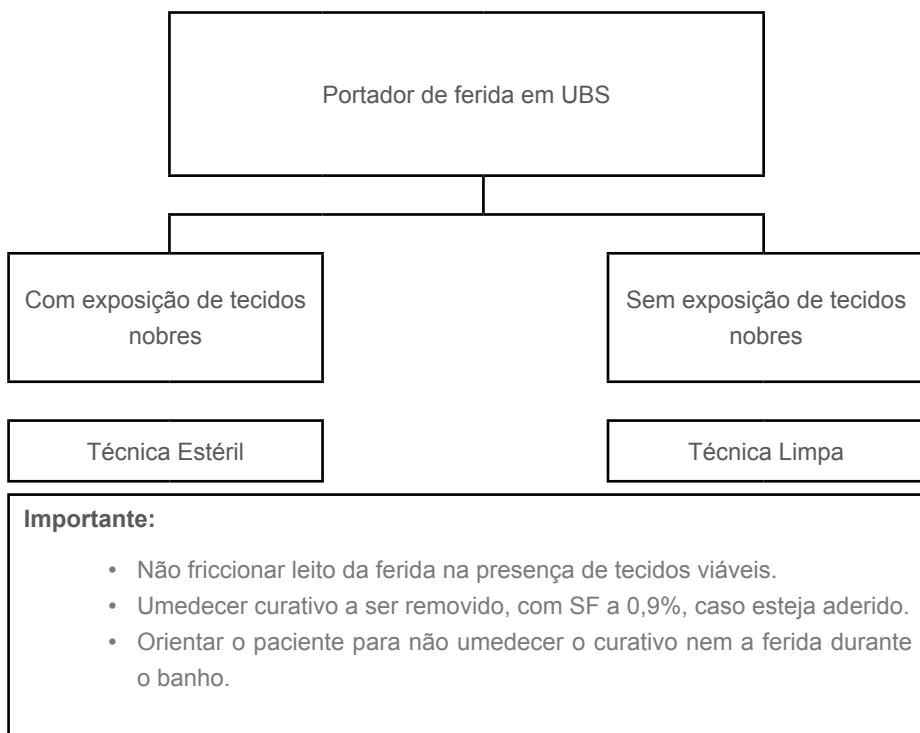 Portador de ferida em UBS
Com exposição de tecidos
nobres
Sem exposição de tecidos
nobres
Técnica Estéril
Técnica Limpa
Importante:
• Não friccionar leito da ferida na presença de tecidos viáveis.
• Umedecer curativo a ser removido, com SF a 0,9%, caso esteja aderido.
• Orientar o paciente para não umedecer o curativo nem a ferida durante
o banho.